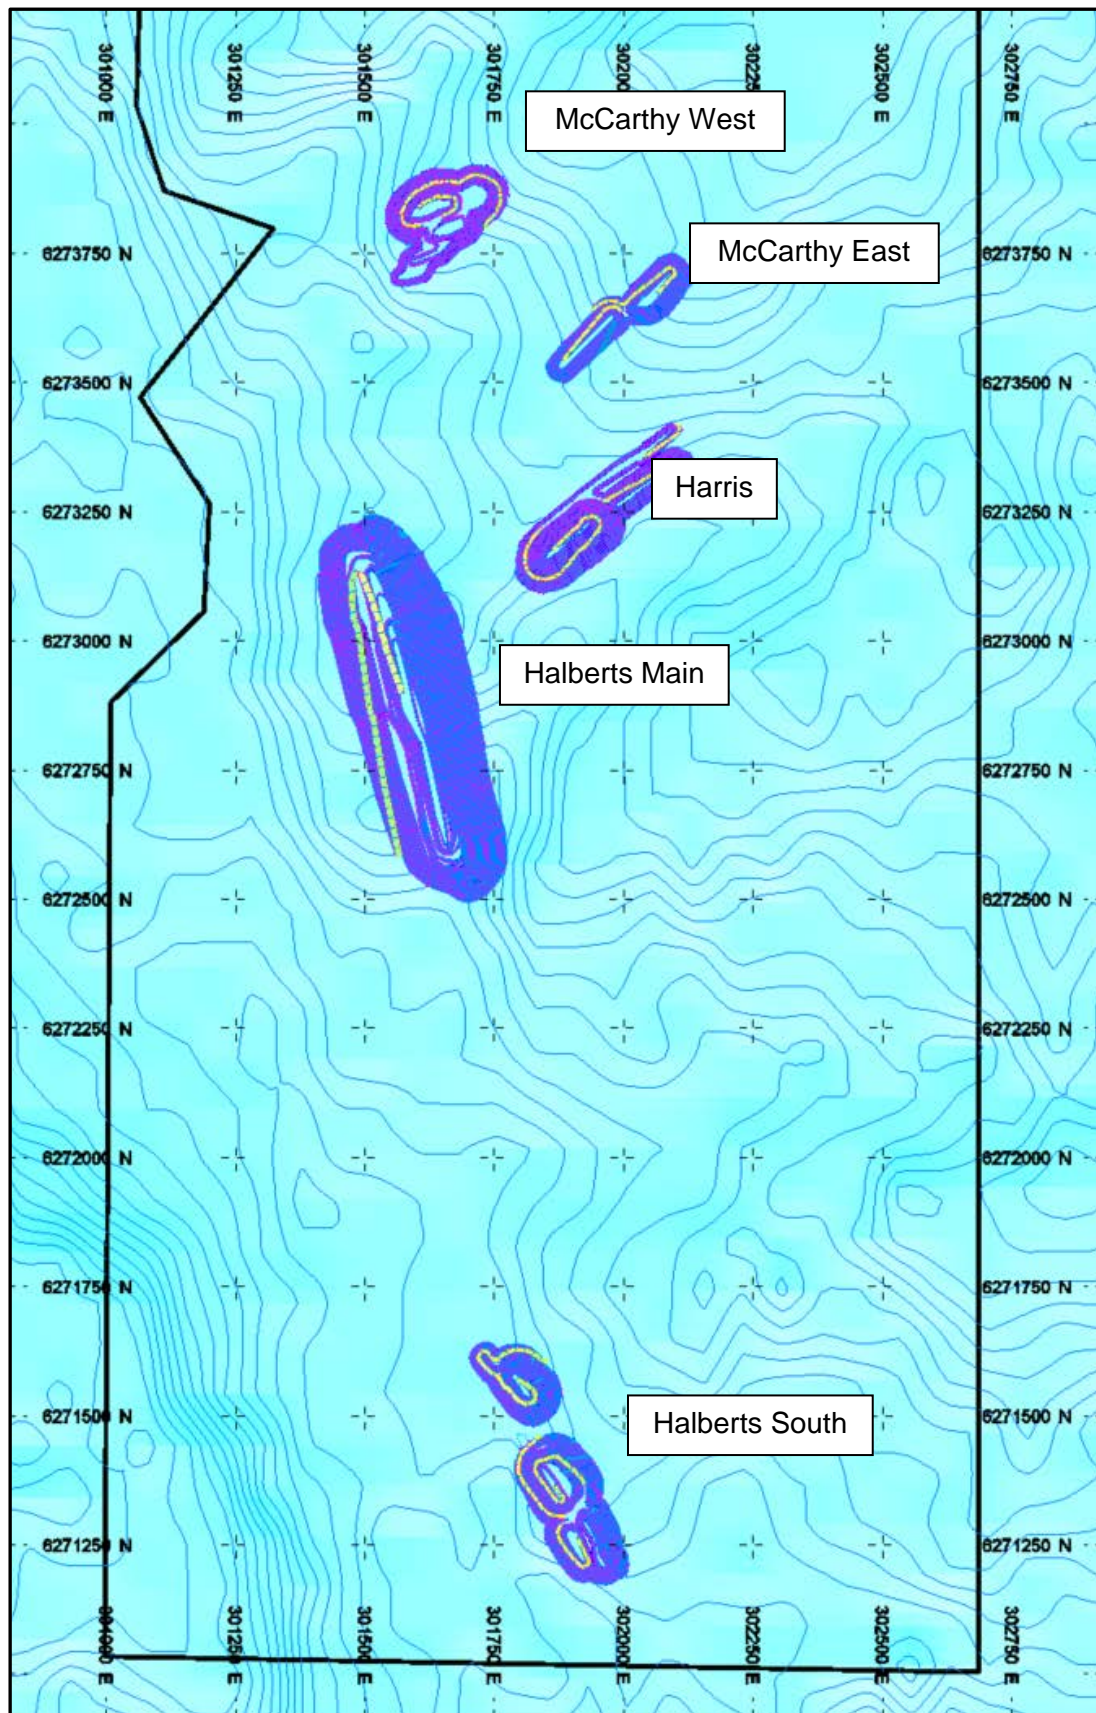 301000 E
301250 E
301500 E
301750 E
302000 E
302250 E
302500 E
302750 E
McCarthy West
McCarthy East
6273750 N
6273750 N
6273500 N
6273500 N
Harris
6273250 N
6273250 N
6273000 N
6273000 N
Halberts Main
6272750 N
6272750 N
6272500 N
6272500 N
6272250 N
6272250 N
6272000 N
6272000 N
6271750 N
6271750 N
Halberts South
6271500 N
6271500 N
6271250 N
6271250 N
301000 E
301250 E
301500 E
301750 E
302000 E
302250 E
302500 E
302750 E